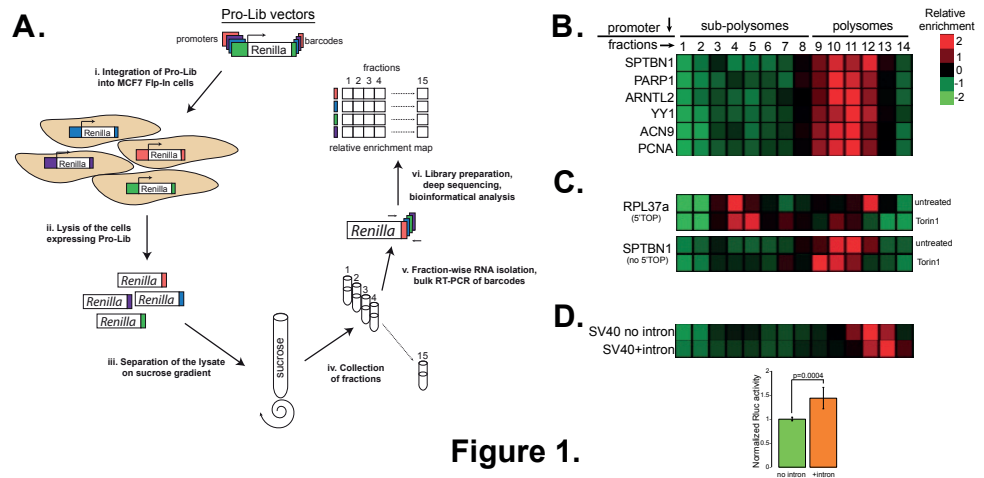 A.
Pro-Lib vectors
promoters
barcodes
Renilla
i. Integration of Pro-Lib
into MCF7 Flp-In cells
Renilla
Renilla
Renilla
Renilla
ii. Lysis of the cells
expressing Pro-Lib
Renilla
Renilla
Renilla
Renilla
iii. Separation of the lysate
on sucrose gradient
sucrose
iv. Collection
of fractions
1
2
3
4
15
v. Fraction-wise RNA isolation,
bulk RT-PCR of barcodes
Renilla
vi. Library preparation,
deep sequencing,
bioinformatical analysis
fractions
1 2 3 4 15
relative enrichment map
B.
promoter sub-polysomes polysomes
fractions 1 2 3 4 5 6 7 8 9 10 11 12 13 14
SPTBN1
PARP1
ARNTL2
YY1
ACN9
PCNA
Relative
enrichment
2
1
0
-1
-2
C.
RPL37a
(5'TOP)
untreated
Torin1
SPTBN1
(no 5'TOP)
untreated
Torin1
D.
SV40 no intron
SV40+intron
p=0.0004
Normalized Rluc activity
2
1.5
1
0.5
0
no intron +intron
Figure 1.